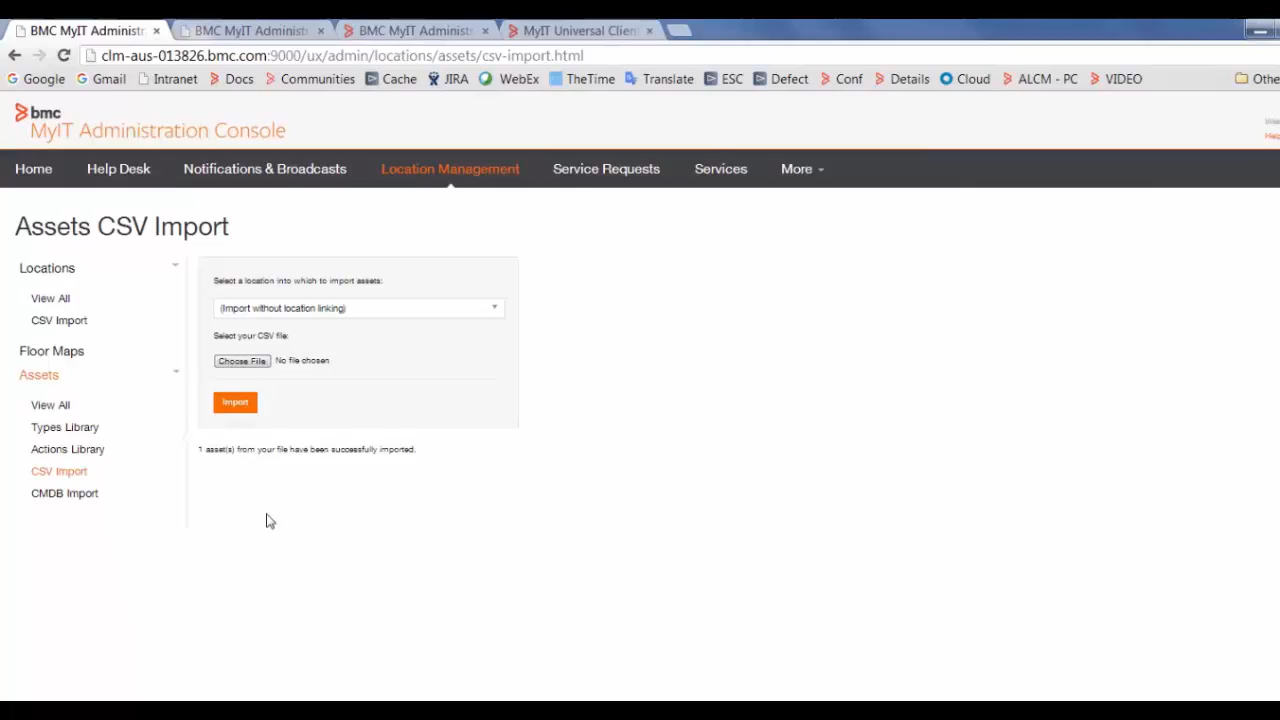 BMC MyIT Administr × BMC MyIT Administ × BMC MyIT Administ × MyIT Universal Clien ×
clm-aus-013826.bmc.com:9000/ux/admin/locations/assets/csv-import.html
Google Gmail Intranet Docs Communities Cache JIRA WebEx TheTime Translate ESC Defect Conf Details Cloud ALCM - PC VIDEO Othe
bmc
MyIT Administration Console
Help
Home Help Desk Notifications & Broadcasts Location Management Service Requests Services More
Assets CSV Import
Locations
View All
CSV Import
Floor Maps
Assets
View All
Types Library
Actions Library
CSV Import
CMDB Import
Select a location into which to import assets:
(Import without location linking)
Select your CSV file:
Choose File No file chosen
Import
1 asset(s) from your file have been successfully imported.